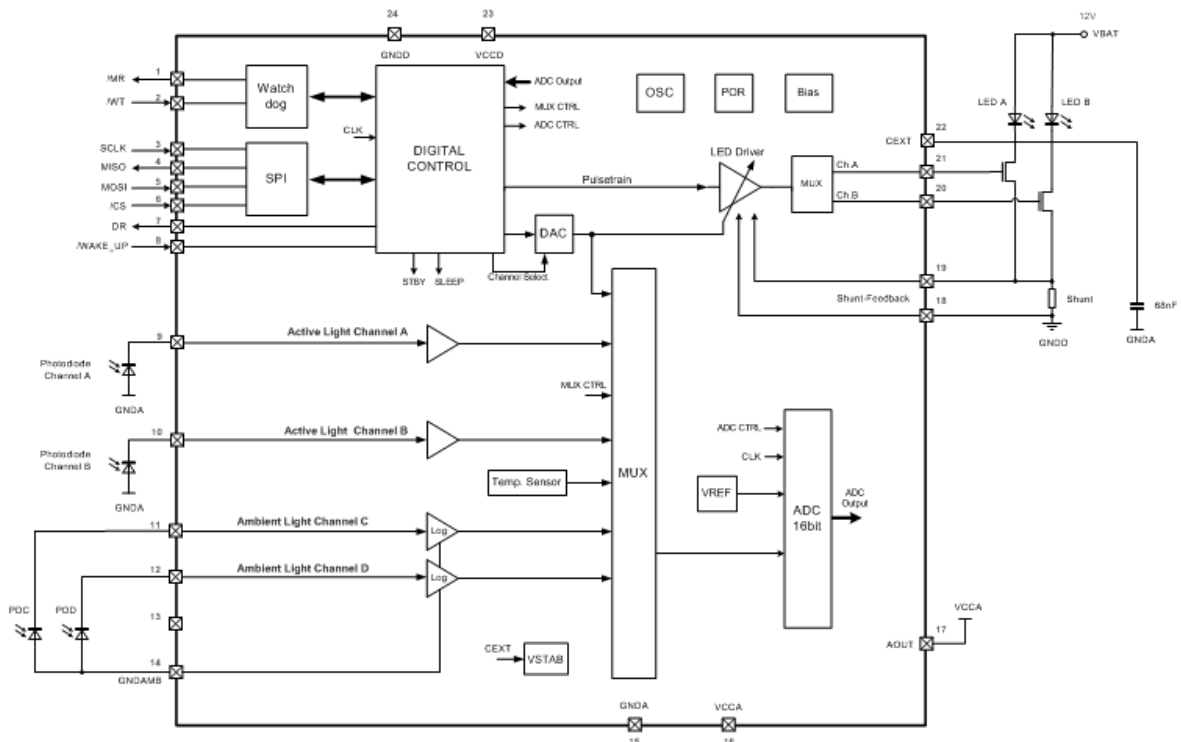 24
23
12V
VBAT
GNDD
VCCD
/MR
1
Watch
dog
ADC Output
/WT
2
MUX CTRL
OSC
POR
Bias
CLK
ADC CTRL
LED A
LED B
SCLK
3
DIGITAL
CONTROL
22
CEXT
MISO
4
SPI
LED Driver
21
MOSI
5
Pulsetrain
MUX
Ch.A
/CS
6
Ch.B
20
DR
7
DAC
/WAKE_UP
8
Channel Select
STBY
SLEEP
19
Shunt-Feedback
18
Shunt
68nF
GNDD
GNDA
9
Active Light Channel A
Photodiode
Channel A
GNDA
MUX CTRL
10
Active Light Channel B
ADC CTRL
Photodiode
Channel B
CLK
GNDA
Temp. Sensor
MUX
VREF
ADC
16bit
ADC
Output
11
Ambient Light Channel C
Log
12
Ambient Light Channel D
Log
PDC
PDD
13
VCCA
17
AOUT
14
GNDAMB
CEXT
VSTAB
GNDA
VCCA
15
16